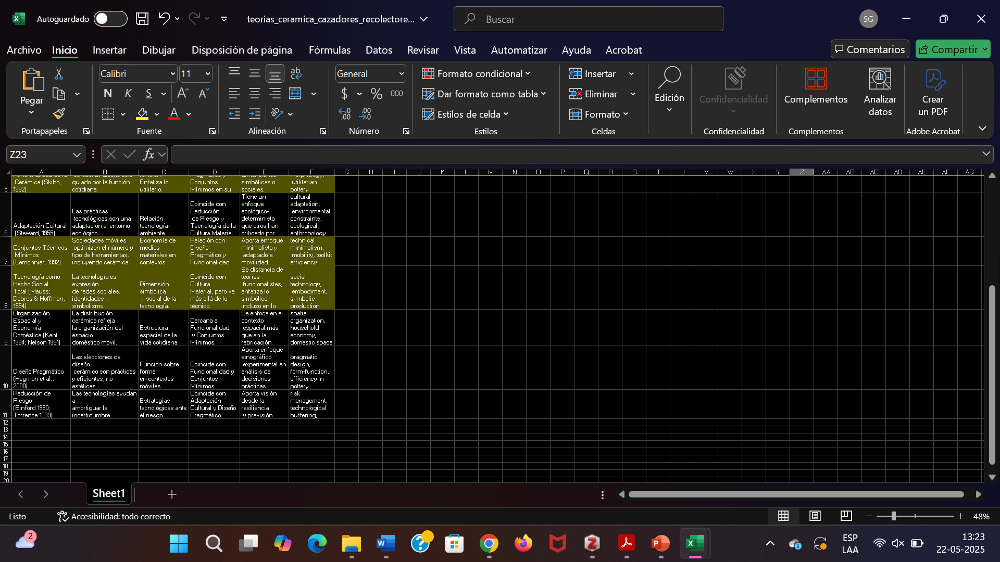 Autoguardado
teorias_ceramica_cazadores_recolectore...
Buscar
SG
Archivo Inicio Insertar Dibujar Disposición de página Fórmulas Datos Revisar Vista Automatizar Ayuda Acrobat
Comentarios
Compartir
Pegar
Portapapeles
Calibri
11
N K S
Fuente
Alineación
General
$ % 000
Número
Formato condicional
Dar formato como tabla
Estilos de celda
Estilos
Insertar
Eliminar
Formato
Celdas
Edición
Confidencialidad
Confidencialidad
Complementos
Complementos
Analizar
datos
Crear
un PDF
Adobe Acrobat
Z23
fx
A B C D E F G H I J K L M N O P Q R S T U V W X Y Z AA AB AC AD AE AF AG
5
Cerámica (Skibo,
1992)
guiado por la función
cotidiana.
Enfatiza lo
utilitario.
Conjuntos
Mínimos en su
simbólicas o
sociales.
utilitarian
pottery
6
Adaptación Cultural
(Steward, 1955)
Las prácticas
tecnológicas son una
adaptación al entorno
ecológico.
Relación
tecnología-
ambiente.
Coincide con
Reducción
de Riesgo y
Tecnología de la
Cultura Material.
Tiene un
enfoque
ecológico-
determinista
que otros han
criticado por
cultural
adaptation,
environmental
constraints,
ecological
anthropology
7
Conjuntos Técnicos
Mínimos
(Lemonnier, 1992)
Sociedades móviles
optimizan el número y
tipo de herramientas,
incluyendo cerámica.
Economía de
medios
materiales en
contextos
Relación con
Diseño
Pragmático y
Funcionalidad.
Aporta enfoque
minimalista y
adaptado a
movilidad.
technical
minimalism,
mobility, toolkit
efficiency
8
Tecnología como
Hecho Social
Total (Mauss;
Dobres & Hoffman,
1994)
La tecnología es
expresión
de redes sociales,
identidades y
simbolismo.
Dimensión
simbólica
y social de la
tecnología.
Coincide con
Cultura
Material, pero va
más allá de lo
técnico.
Se distancia de
teorías
funcionalistas;
enfatiza lo
simbólico
incluso en lo
social
technology,
embodiment,
symbolic
production
9
Organización
Espacial y
Economía
Doméstica (Kent
1984; Nelson 1991)
La distribución
cerámica refleja
la organización del
espacio
doméstico móvil.
Estructura
espacial de la
vida cotidiana.
Cercana a
Funcionalidad
y Conjuntos
Mínimos.
Se enfoca en el
contexto
espacial más
que en la
fabricación.
spatial
organization,
household
economy,
domestic space
10
Diseño Pragmático
(Hegmon et al.,
2000)
Las elecciones de
diseño
cerámico son prácticas
y eficientes, no
estéticas.
Función sobre
forma
en contextos
móviles.
Coincide con
Funcionalidad y
Conjuntos
Mínimos.
Aporta enfoque
etnográfico
experimental en
análisis de
decisiones
prácticas.
pragmatic
design,
form-function,
efficiency in
pottery
11
Reducción de
Riesgo
(Binford 1980;
Torrence 1989)
Las tecnologías ayudan
a
amortiguar la
incertidumbre
Estrategias
tecnológicas ante
el riesgo.
Coincide con
Adaptación
Cultural y Diseño
Pragmático.
Aporta visión
desde la
resiliencia
y previsión
risk
management,
technological
buffering,
12
13
14
15
16
17
18
19
20
Sheet1
Listo
Accesibilidad: todo correcto
48%
2
ESP
LAA
13:23
22-05-2025